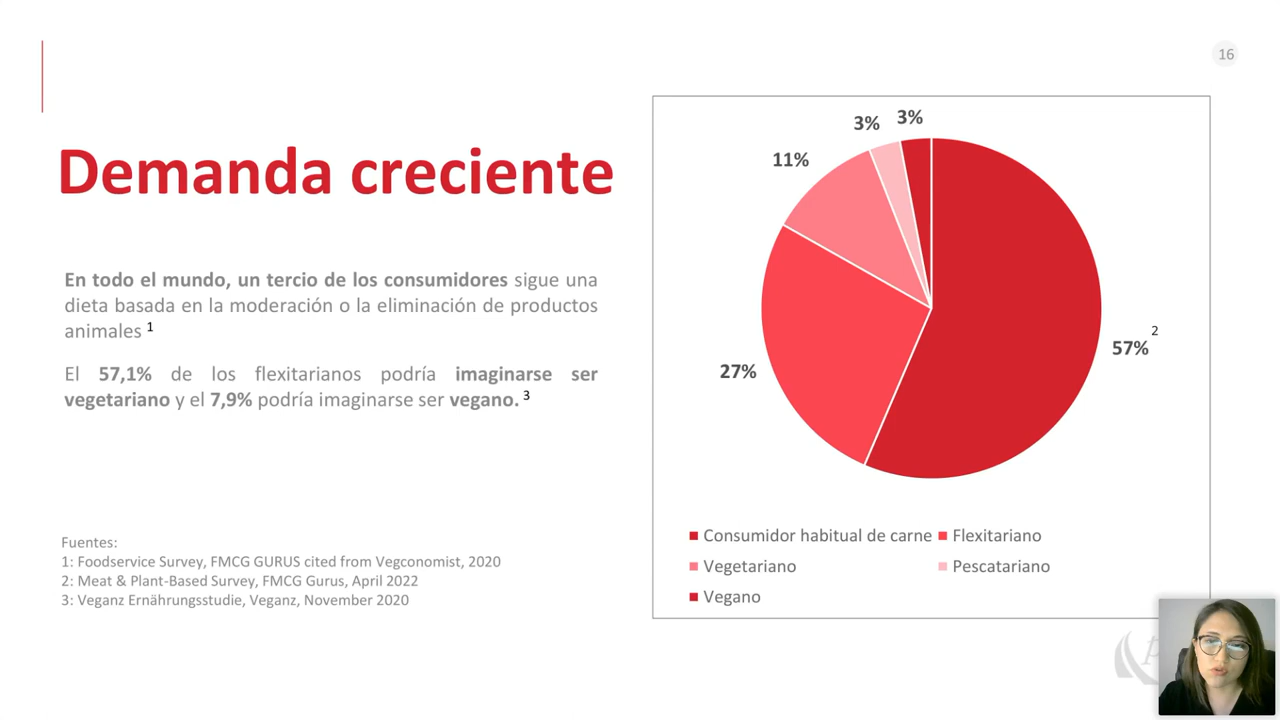 16
Demanda creciente
En todo el mundo, un tercio de los consumidores sigue una
dieta basada en la moderación o la eliminación de productos
animales 1
El 57,1% de los flexitarianos podría imaginarse ser
vegetariano y el 7,9% podría imaginarse ser vegano. 3
Fuentes:
1: Foodservice Survey, FMCG GURUS cited from Vegconomist, 2020
2: Meat & Plant-Based Survey, FMCG Gurus, April 2022
3: Veganz Ernährungsstudie, Veganz, November 2020
3%
3%
11%
27%
57% 2
Consumidor habitual de carne
Flexitariano
Vegetariano
Pescatariano
Vegano